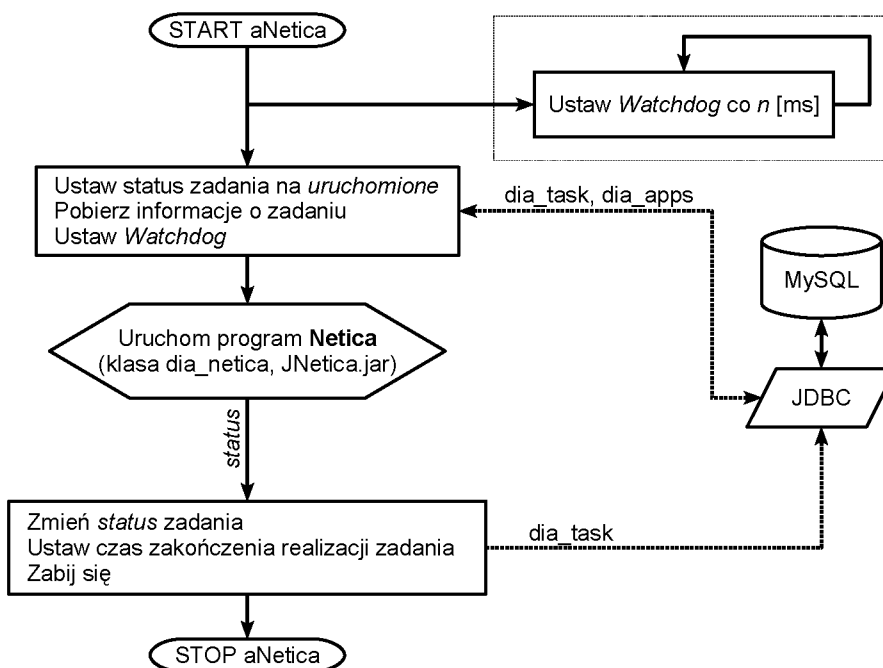 START aNetica
Ustaw Watchdog co n [ms]
Ustaw status zadania na uruchomione
Pobierz informacje o zadaniu
Ustaw Watchdog
dia_task, dia_apps
MySQL
Uruchom program Netica
(klasa dia_netica, JNetica.jar)
JDBC
status
Zmień status zadania
Ustaw czas zakończenia realizacji zadania
Zabij się
dia_task
STOP aNetica